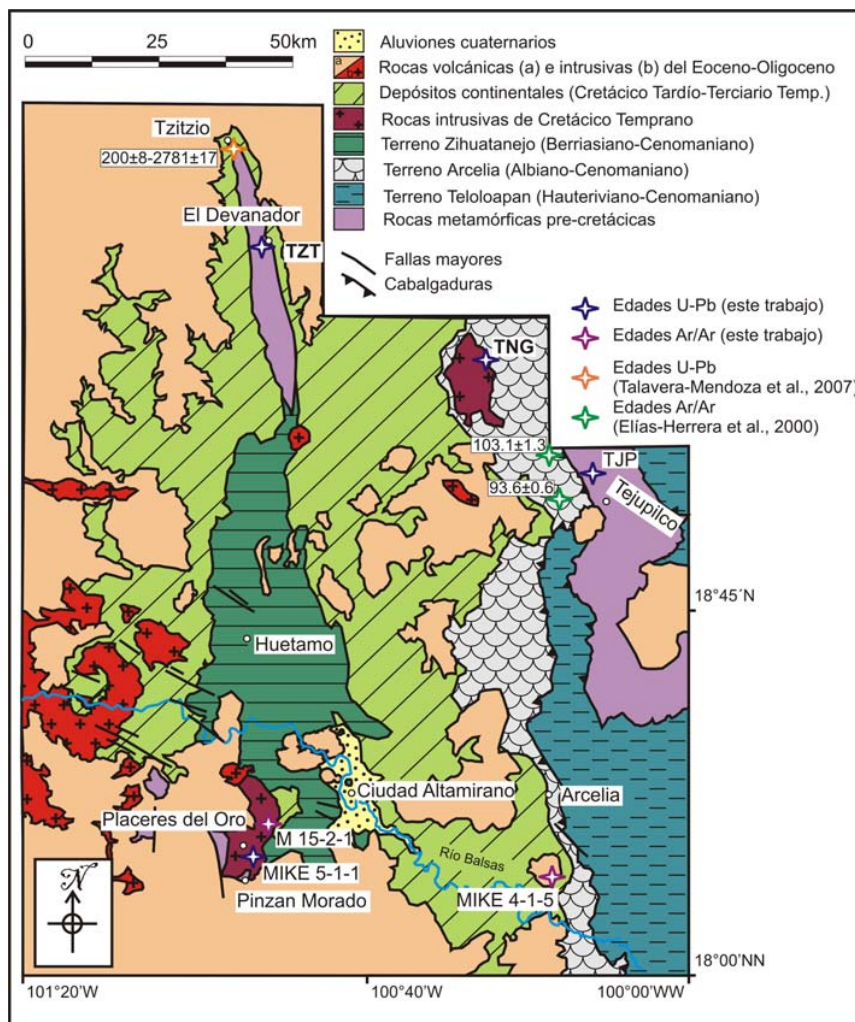 0 25 50km
Aluviones cuaternarios
a b
Rocas volcánicas (a) e intrusivas (b) del Eoceno-Oligoceno
Depósitos continentales (Cretácico Tardío-Terciario Temp.)
Rocas intrusivas de Cretácico Temprano
Terreno Zihuatanejo (Berriasiano-Cenomaniano)
Terreno Arcelia (Albiano-Cenomaniano)
Terreno Teloloapan (Hauteriviano-Cenomaniano)
Rocas metamórficas pre-cretácicas
Fallas mayores
Cabalgaduras
Edades U-Pb (este trabajo)
Edades Ar/Ar (este trabajo)
Edades U-Pb
(Talavera-Mendoza et al., 2007)
Edades Ar/Ar
(Elías-Herrera et al., 2000)
Tzitzio
200±8-2781±17
El Devanador
TZT
TNG
103.1±1.3
TJP
93.6±0.6
Tejupilco
18°45´N
Huetamo
Ciudad Altamirano
Arcelia
Placeres del Oro
M 15-2-1
Río Balsas
MIKE 5-1-1
MIKE 4-1-5
Pinzan Morado
N
18°00'NN
101°20'W 100°40'W 100°00'WW